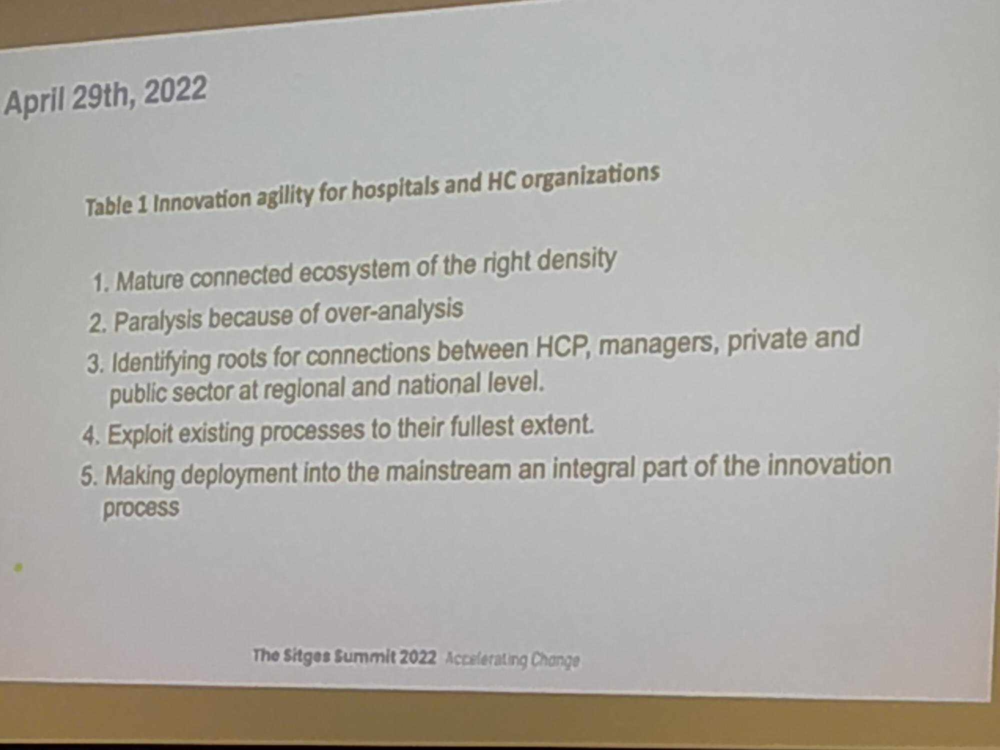 April 29th, 2022
Table 1 Innovation agility for hospitals and HC organizations
1. Mature connected ecosystem of the right density
2. Paralysis because of over-analysis
3. Identifying roots for connections between HCP, managers, private and
public sector at regional and national level.
4. Exploit existing processes to their fullest extent.
5. Making deployment into the mainstream an integral part of the innovation
process
The Sitges Summit 2022 Accelerating Change